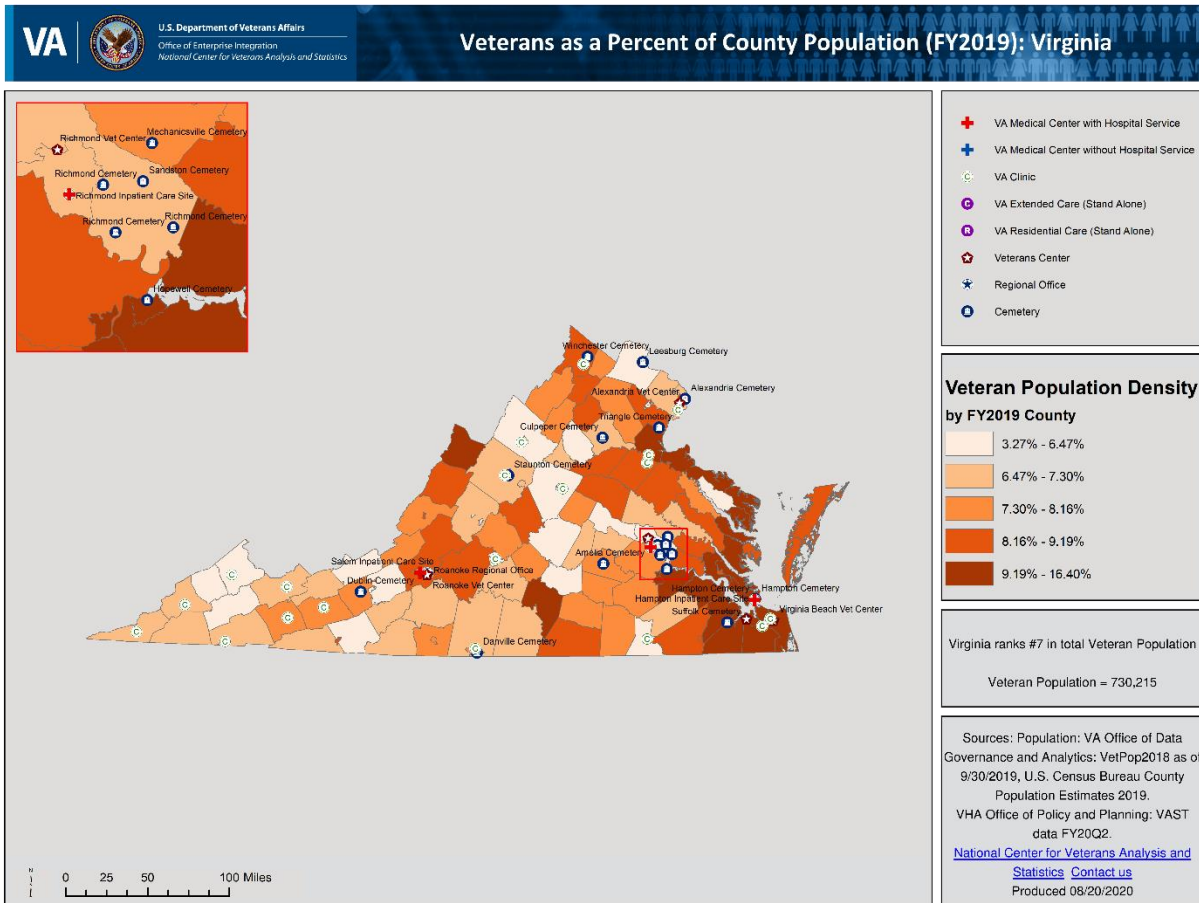 VA
U.S. Department of Veterans Affairs
Office of Enterprise Integration
National Center for Veterans Analysis and Statistics
Veterans as a Percent of County Population (FY2019): Virginia
Richmond Vet Center
Mechanicsville Cemetery
Richmond Cemetery
Sandston Cemetery
Richmond Inpatient Care Site
Richmond Cemetery
Richmond Cemetery
Hopewell Cemetery
Winchester Cemetery
Leesburg Cemetery
Alexandria Vet Center
Alexandria Cemetery
Triangle Cemetery
Culpeper Cemetery
Staunton Cemetery
Amelia Cemetery
Salem Inpatient Care Site
Roanoke Regional Office
Dublin Cemetery
Roanoke Vet Center
Hampton Cemetery
Hampton Cemetery
Hampton Inpatient Care Site
Suffolk Cemetery
Virginia Beach Vet Center
Danville Cemetery
N
0 25 50 100 Miles
VA Medical Center with Hospital Service
VA Medical Center without Hospital Service
C VA Clinic
C VA Extended Care (Stand Alone)
R VA Residential Care (Stand Alone)
Veterans Center
Regional Office
Cemetery
Veteran Population Density
by FY2019 County
3.27% - 6.47%
6.47% - 7.30%
7.30% - 8.16%
8.16% - 9.19%
9.19% - 16.40%
Virginia ranks #7 in total Veteran Population
Veteran Population = 730,215
Sources: Population: VA Office of Data
Governance and Analytics: VetPop2018 as of
9/30/2019, U.S. Census Bureau County
Population Estimates 2019.
VHA Office of Policy and Planning: VAST
data FY20Q2.
National Center for Veterans Analysis and
Statistics Contact us
Produced 08/20/2020